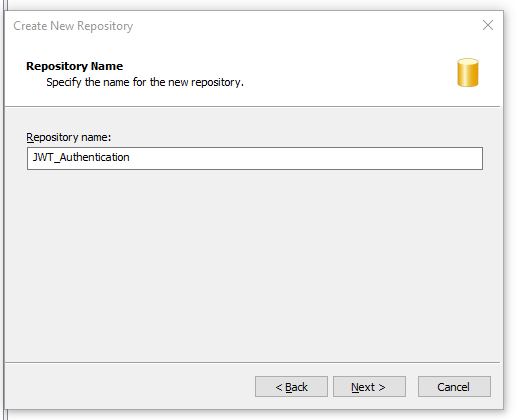 Create New Repository
Repository Name
Specify the name for the new repository.
Repository name:
JWT_Authentication
< Back
Next >
Cancel